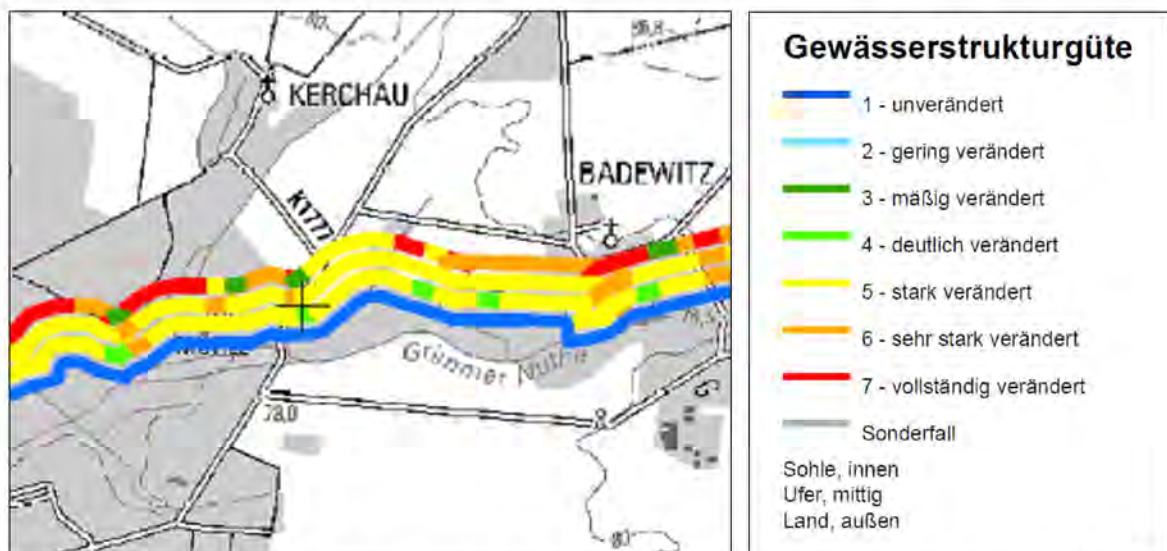 KERCHAU
BADEWITZ
K1777
Grimmer Nuthe
78,0
80
Gewässerstrukturgüte
1 - unverändert
2 - gering verändert
3 - mäßig verändert
4 - deutlich verändert
5 - stark verändert
6 - sehr stark verändert
7 - vollständig verändert
Sonderfall
Sohle, innen
Ufer, mittig
Land, außen